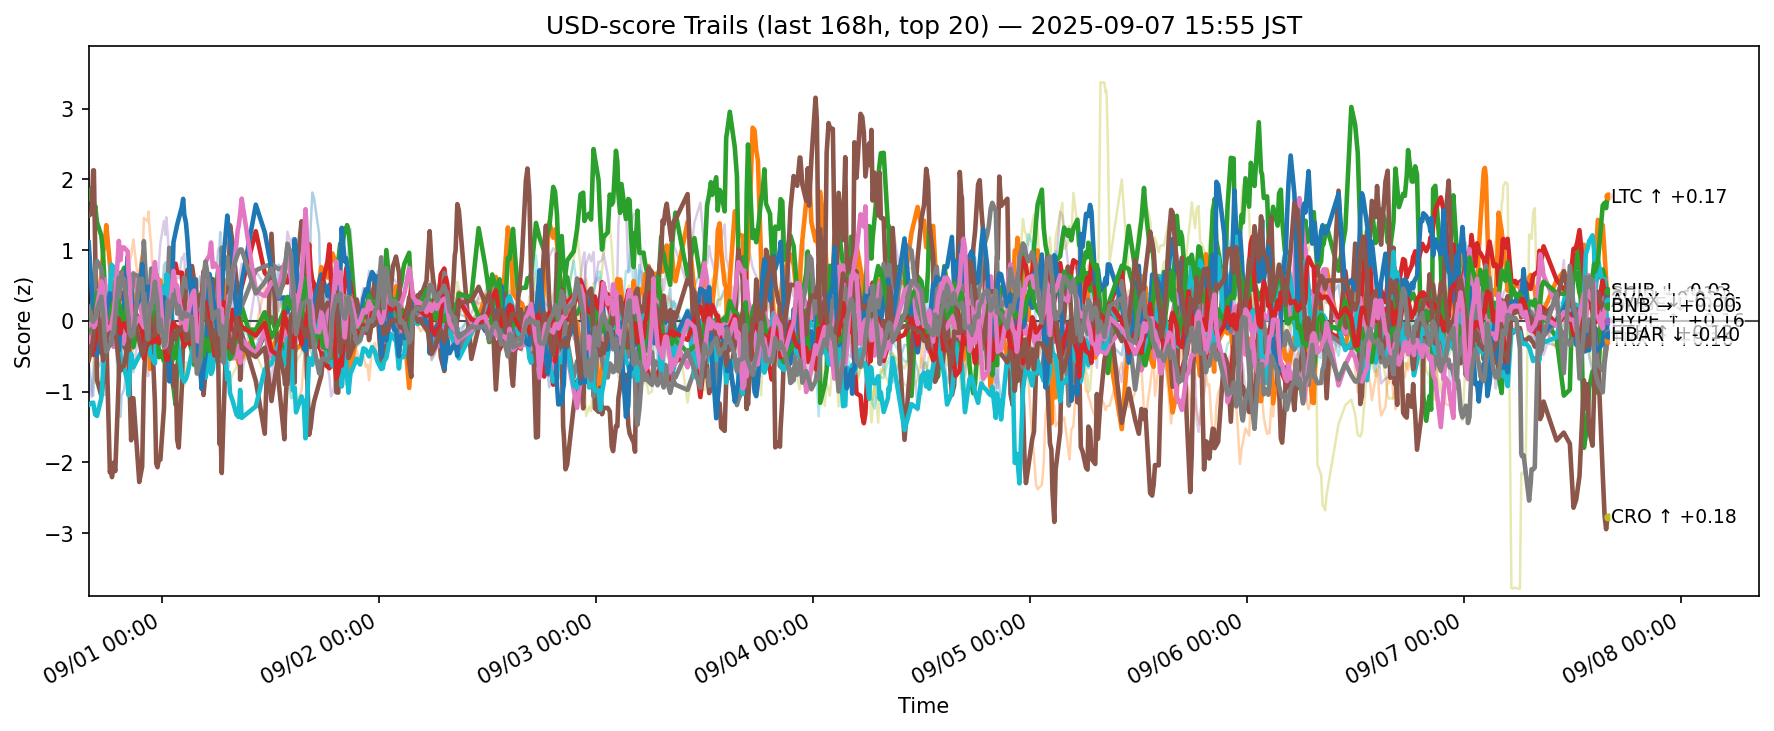 USD-score Trails (last 168h, top 20) — 2025-09-07 15:55 JST
Score (z)
3
2
1
0
−1
−2
−3
LTC ↑ +0.17
BNB → +0.00
HBAR ↓
CRO ↑ +0.18
09/01 00:00
09/02 00:00
09/03 00:00
09/04 00:00
09/05 00:00
09/06 00:00
09/07 00:00
09/08 00:00
Time